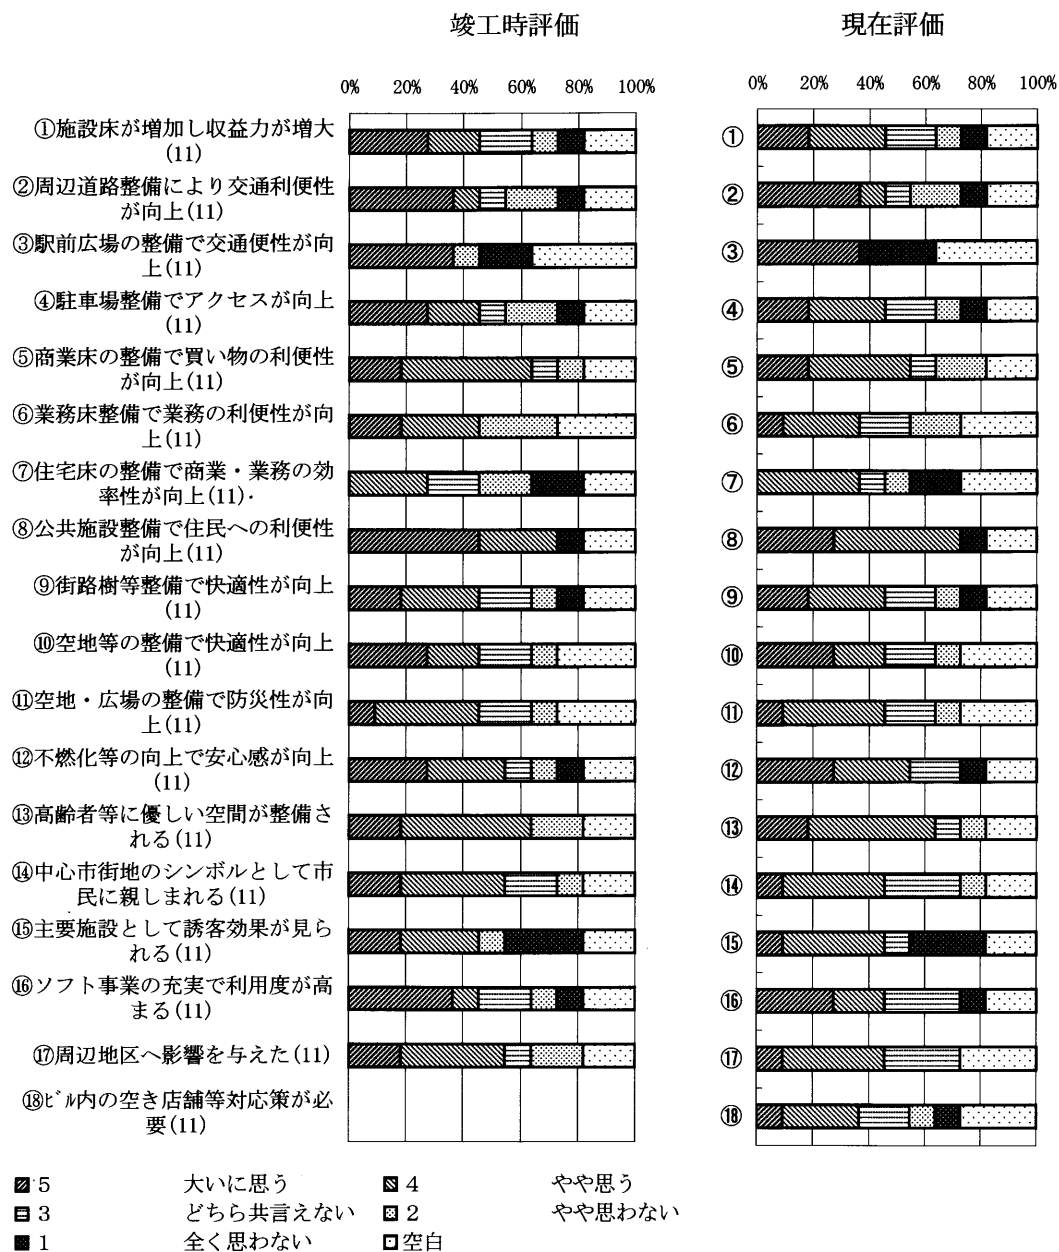 竣工時評価
現在評価
0% 20% 40% 60% 80% 100%
0% 20% 40% 60% 80% 100%
①施設床が増加し収益力が増大
(11)
②周辺道路整備により交通利便性
が向上(11)
③駅前広場の整備で交通便性が向
上(11)
④駐車場整備でアクセスが向上
(11)
⑤商業床の整備で買い物の利便性
が向上(11)
⑥業務床整備で業務の利便性が向
上(11)
⑦住宅床の整備で商業・業務の効
率性が向上(11)
⑧公共施設整備で住民への利便性
が向上(11)
⑨街路樹等整備で快適性が向上
(11)
⑩空地等の整備で快適性が向上
(11)
⑪空地・広場の整備で防災性が向
上(11)
⑫不燃化等の向上で安心感が向上
(11)
⑬高齢者等に優しい空間が整備さ
れる(11)
⑭中心市街地のシンボルとして市
民に親しまれる(11)
⑮主要施設として誘客効果が見ら
れる(11)
⑯ソフト事業の充実で利用度が高
まる(11)
⑰周辺地区へ影響を与えた(11)
⑱ﾋﾞﾙ内の空き店舗等対応策が必
要(11)
①
②
③
④
⑤
⑥
⑦
⑧
⑨
⑩
⑪
⑫
⑬
⑭
⑮
⑯
⑰
⑱
5 大いに思う 4 やや思う
3 どちら共言えない 2 やや思わない
1 全く思わない 空白